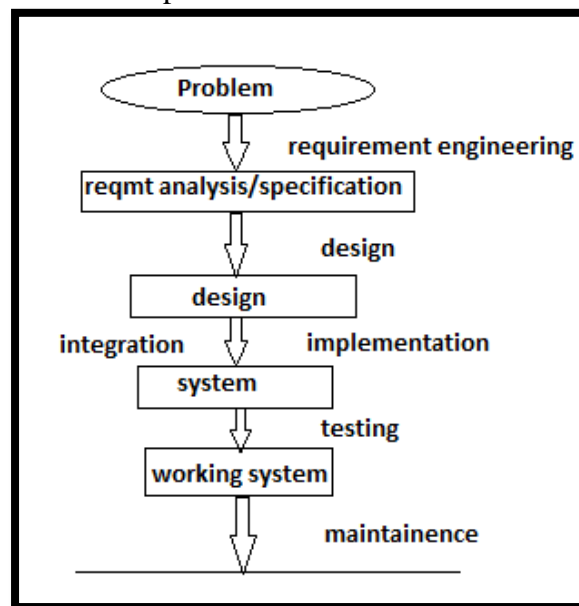 Problem
requirement engineering
reqmt analysis/specification
design
design
integration
implementation
system
testing
working system
maintainence